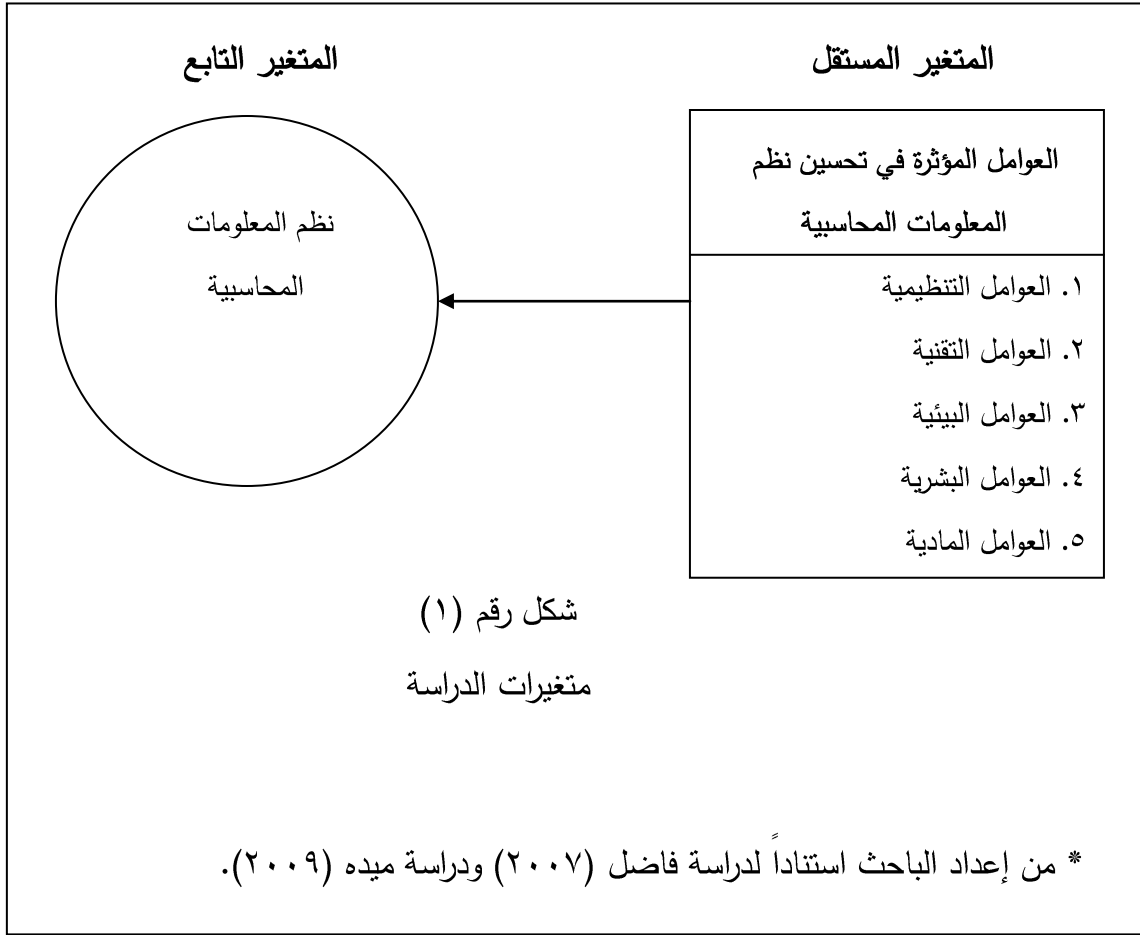 المتغير المستقل
المتغير التابع
العوامل المؤثرة في تحسين نظم
المعلومات المحاسبية
١. العوامل التنظيمية
٢. العوامل التقنية
٣. العوامل البيئية
٤. العوامل البشرية
٥. العوامل المادية
نظم المعلومات
المحاسبية
شكل رقم (١)
متغيرات الدراسة
* من إعداد الباحث استناداً لدراسة فاضل (٢٠٠٧) ودراسة ميده (٢٠٠٩).